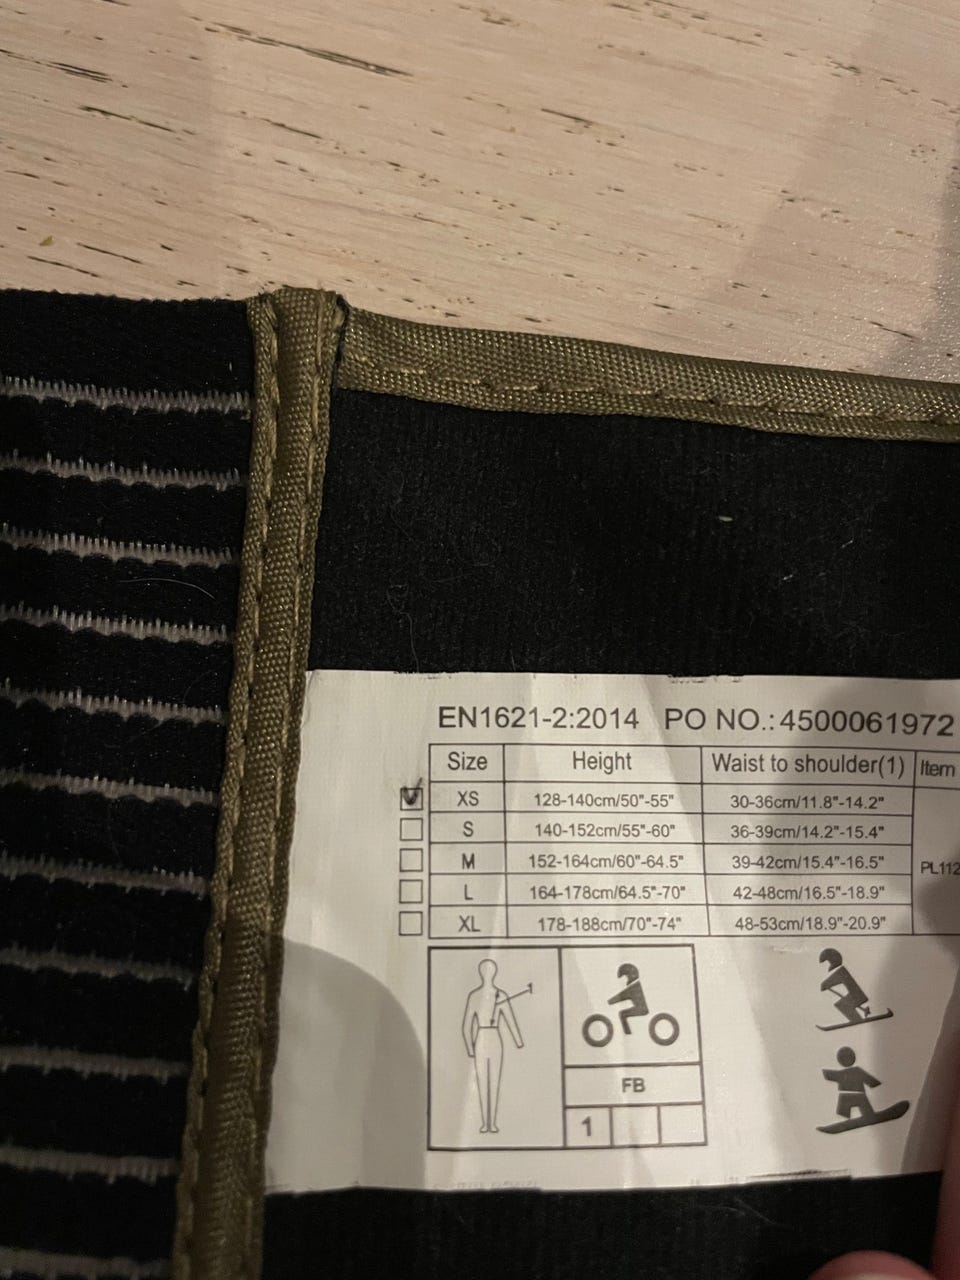 EN1621-2:2014 PO NO.:4500061972
Size Height Waist to shoulder(1) Item
XS 128-140cm/50"-55" 30-36cm/11.8"-14.2"
S 140-152cm/55"-60" 36-39cm/14.2"-15.4"
M 152-164cm/60"-64.5" 39-42cm/15.4"-16.5" PL112
L 164-178cm/64.5"-70" 42-48cm/16.5"-18.9"
XL 178-188cm/70"-74" 48-53cm/18.9"-20.9"
1
FB
1